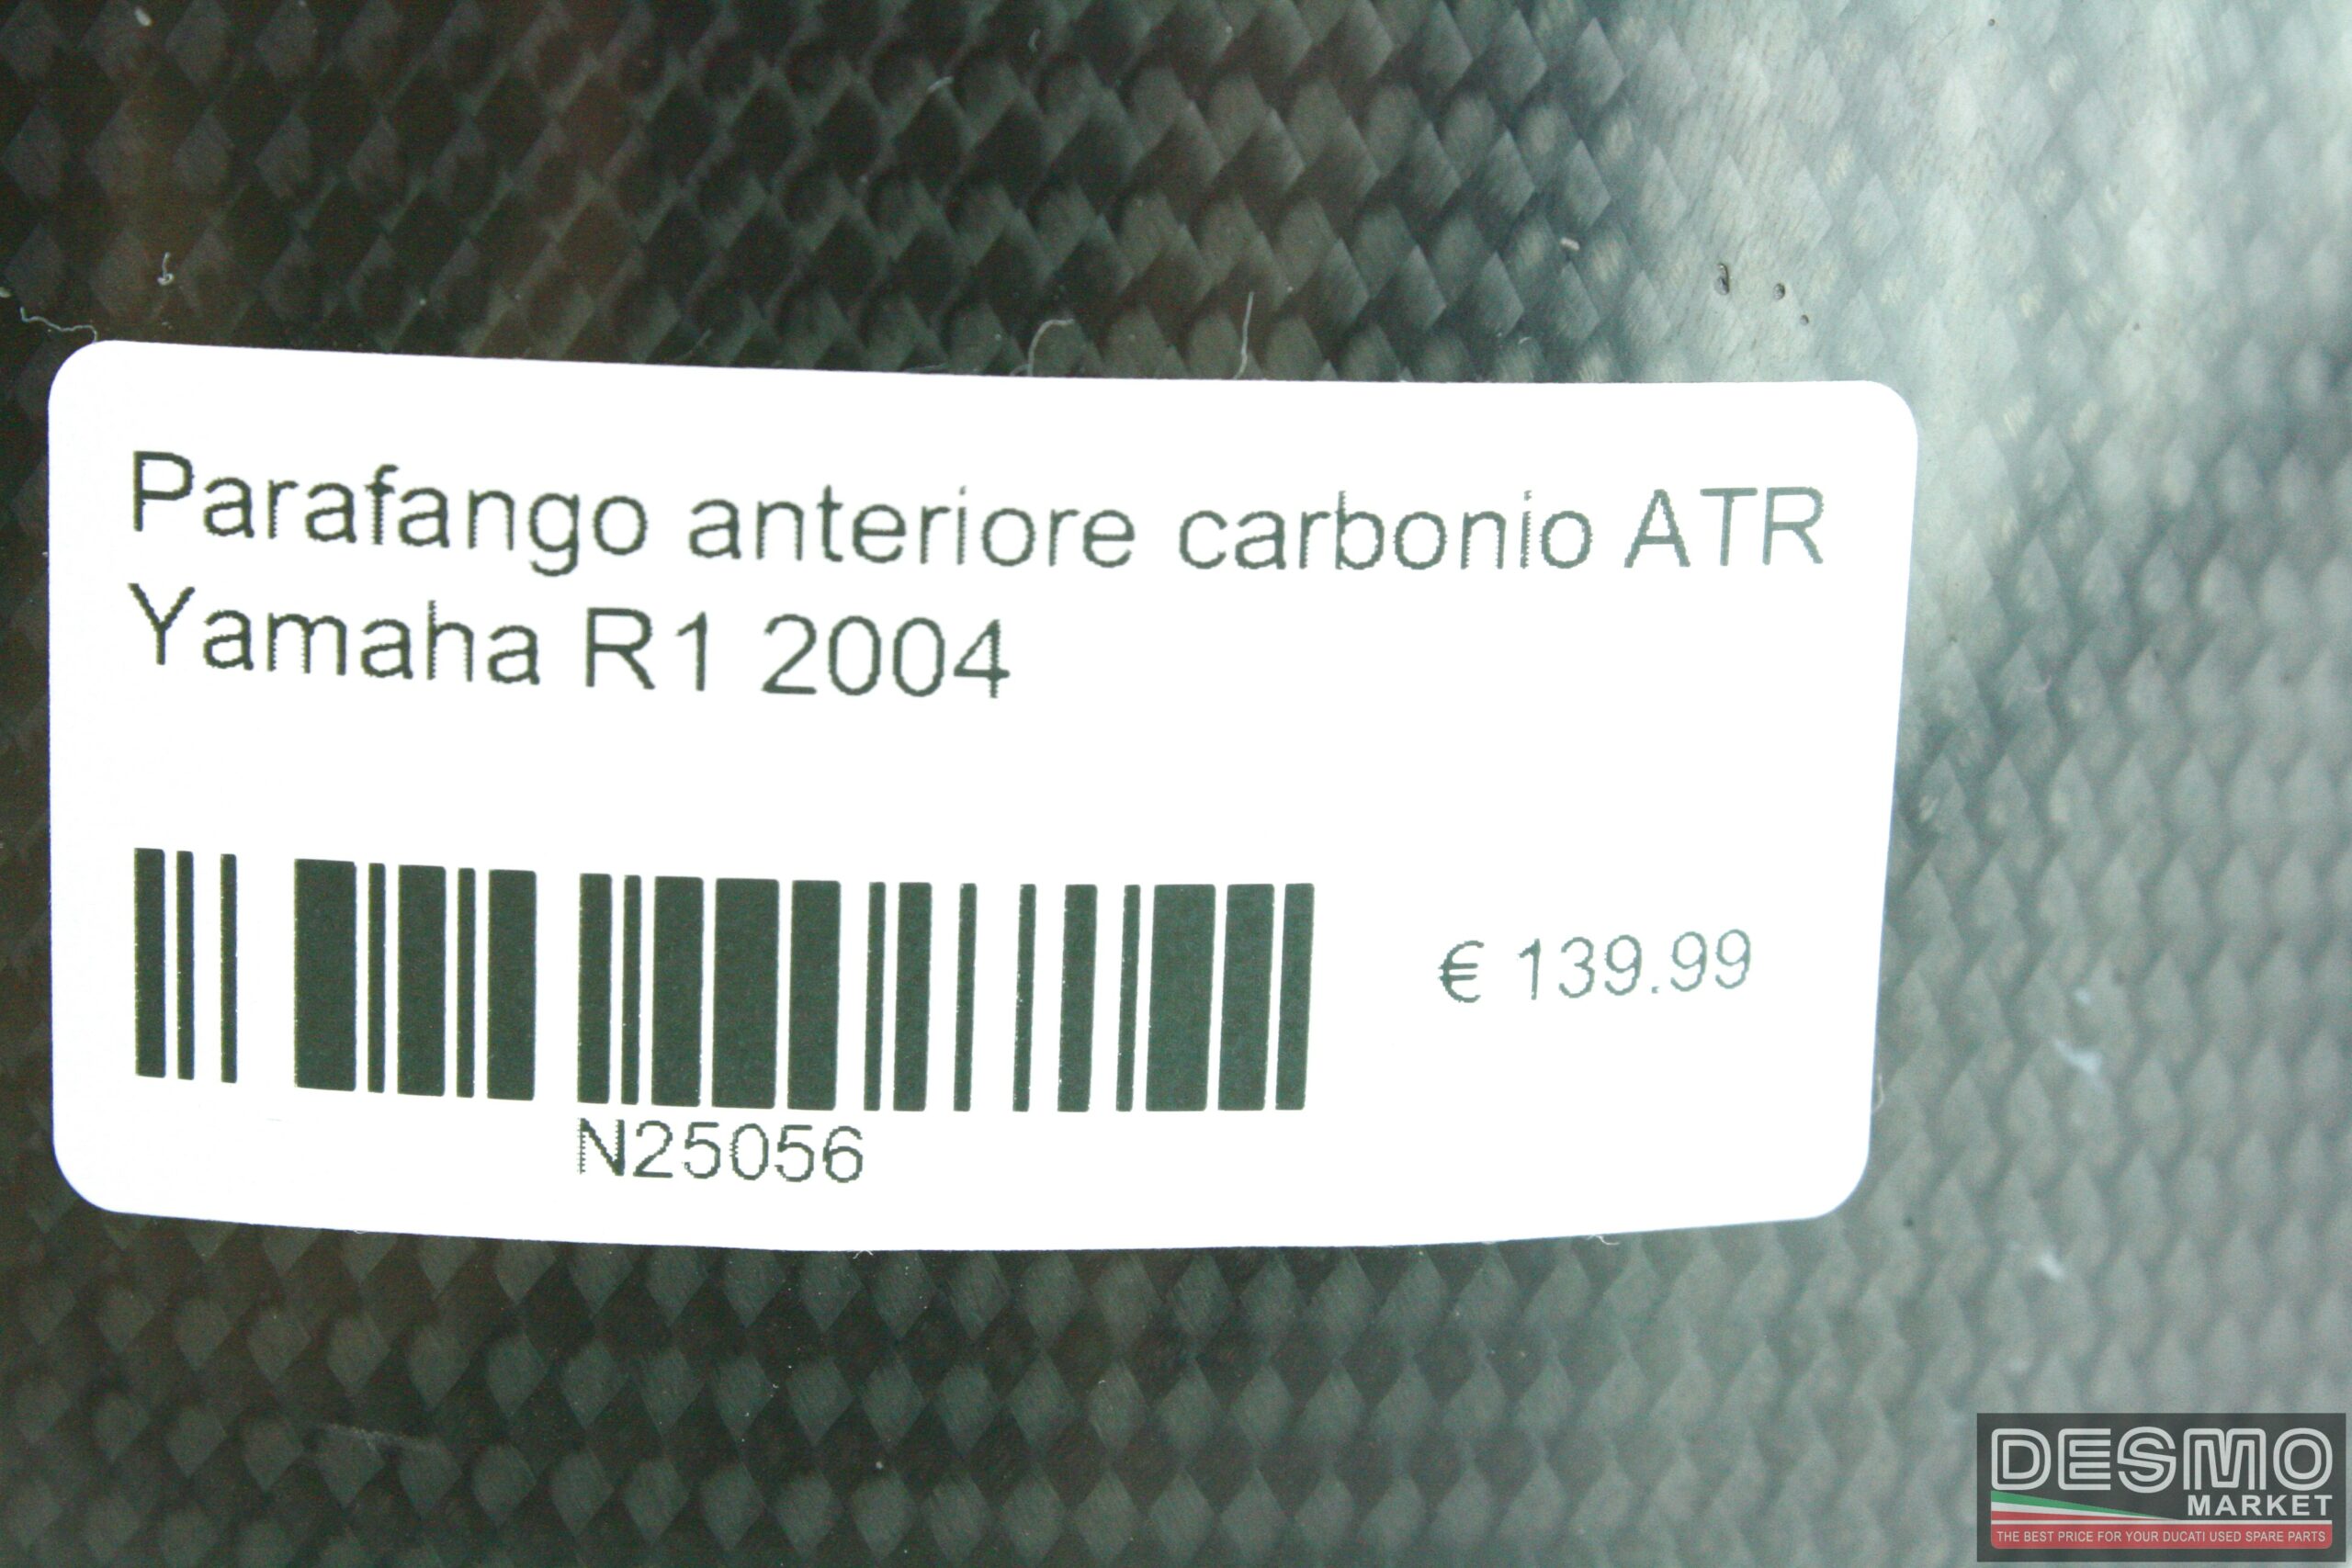 Parafango anteriore carbonio ATR
Yamaha R1 2004
€ 139.99
N25056
DESMO
MARKET
THE BEST PRICE FOR YOUR DUCATI USED SPARE PARTS